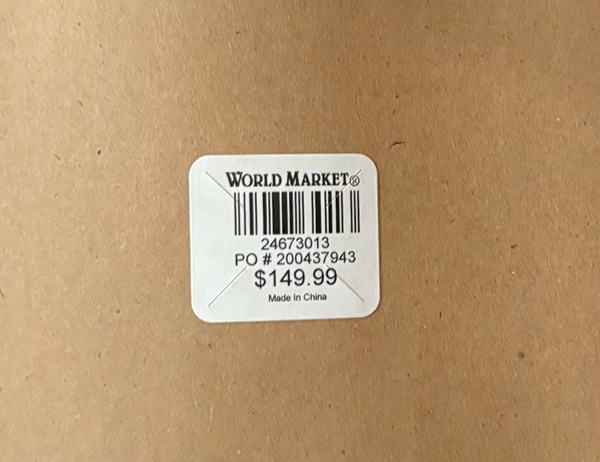 WORLD MARKET®
24673013
PO # 200437943
$149.99
Made In China